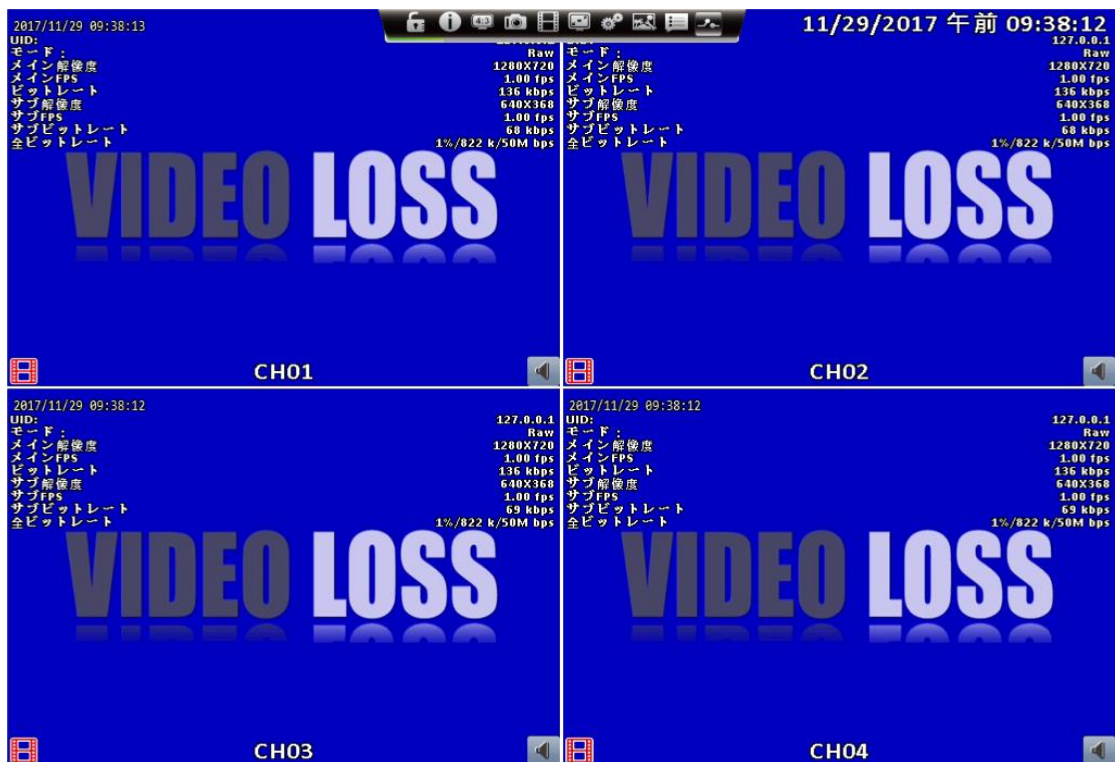 2017/11/29 09:38:13
11/29/2017 午前 09:38:12
UID:
モード: Raw
メイン解像度 1280X720
メインFPS 1.00 fps
ビットレート 136 kbps
サブ解像度 640X368
サブFPS 1.00 fps
サブビットレート 68 kbps
全ビットレート 1%/822 k/50M bps
VIDEO LOSS
CH01
127.0.0.1
モード: Raw
メイン解像度 1280X720
メインFPS 1.00 fps
ビットレート 136 kbps
サブ解像度 640X368
サブFPS 1.00 fps
サブビットレート 68 kbps
全ビットレート 1%/822 k/50M bps
VIDEO LOSS
CH02
2017/11/29 09:38:12
UID: 127.0.0.1
モード: Raw
メイン解像度 1280X720
メインFPS 1.00 fps
ビットレート 136 kbps
サブ解像度 640X368
サブFPS 1.00 fps
サブビットレート 69 kbps
全ビットレート 1%/822 k/50M bps
VIDEO LOSS
CH03
2017/11/29 09:38:12
UID: 127.0.0.1
モード: Raw
メイン解像度 1280X720
メインFPS 1.00 fps
ビットレート 136 kbps
サブ解像度 640X368
サブFPS 1.00 fps
サブビットレート 69 kbps
全ビットレート 1%/822 k/50M bps
VIDEO LOSS
CH04